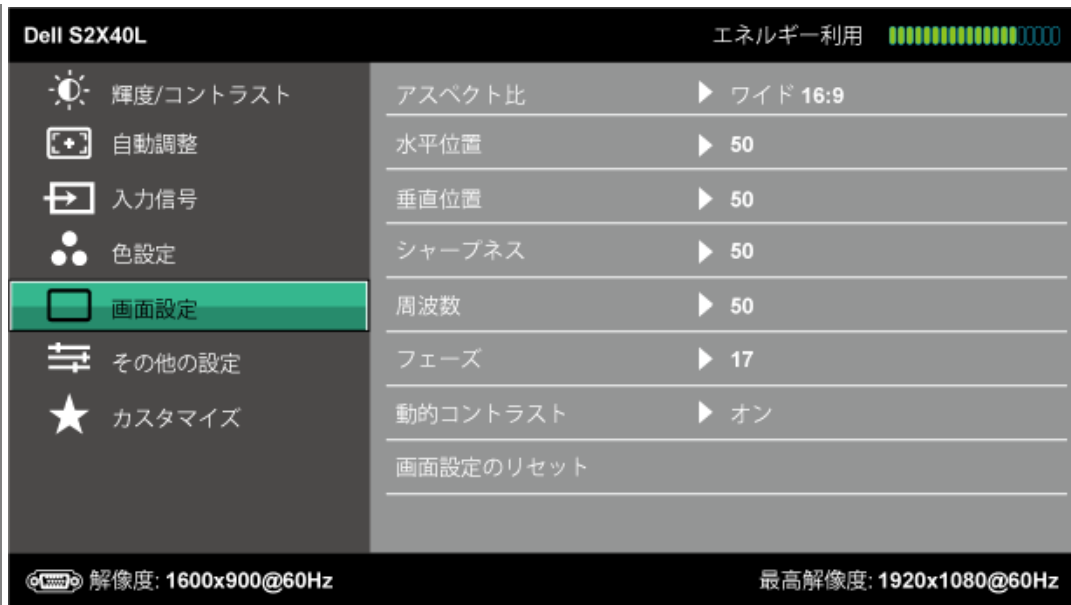 Dell S2X40L
エネルギー利用
輝度/コントラスト
自動調整
入力信号
色設定
画面設定
その他の設定
カスタマイズ
アスペクト比 ワイド 16:9
水平位置 50
垂直位置 50
シャープネス 50
周波数 50
フェーズ 17
動的コントラスト オン
画面設定のリセット
解像度: 1600x900@60Hz
最高解像度: 1920x1080@60Hz